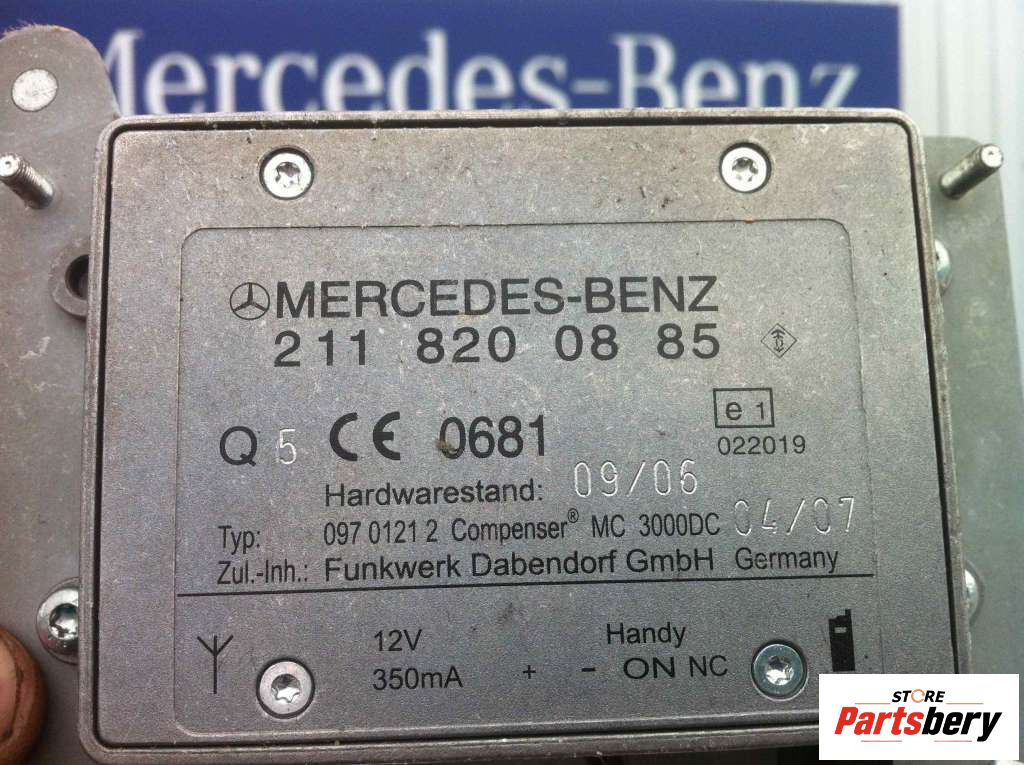 Mercedes-Benz
MERCEDES-BENZ
211 820 08 85
Q 5 CE 0681
e 1
022019
Hardwarestand: 09/06
Typ: 097 0121 2 Compenser® MC 3000DC 04/07
Zul.-Inh.: Funkwerk Dabendorf GmbH Germany
12V Handy
350mA + - ON NC
STORE
Partsbery